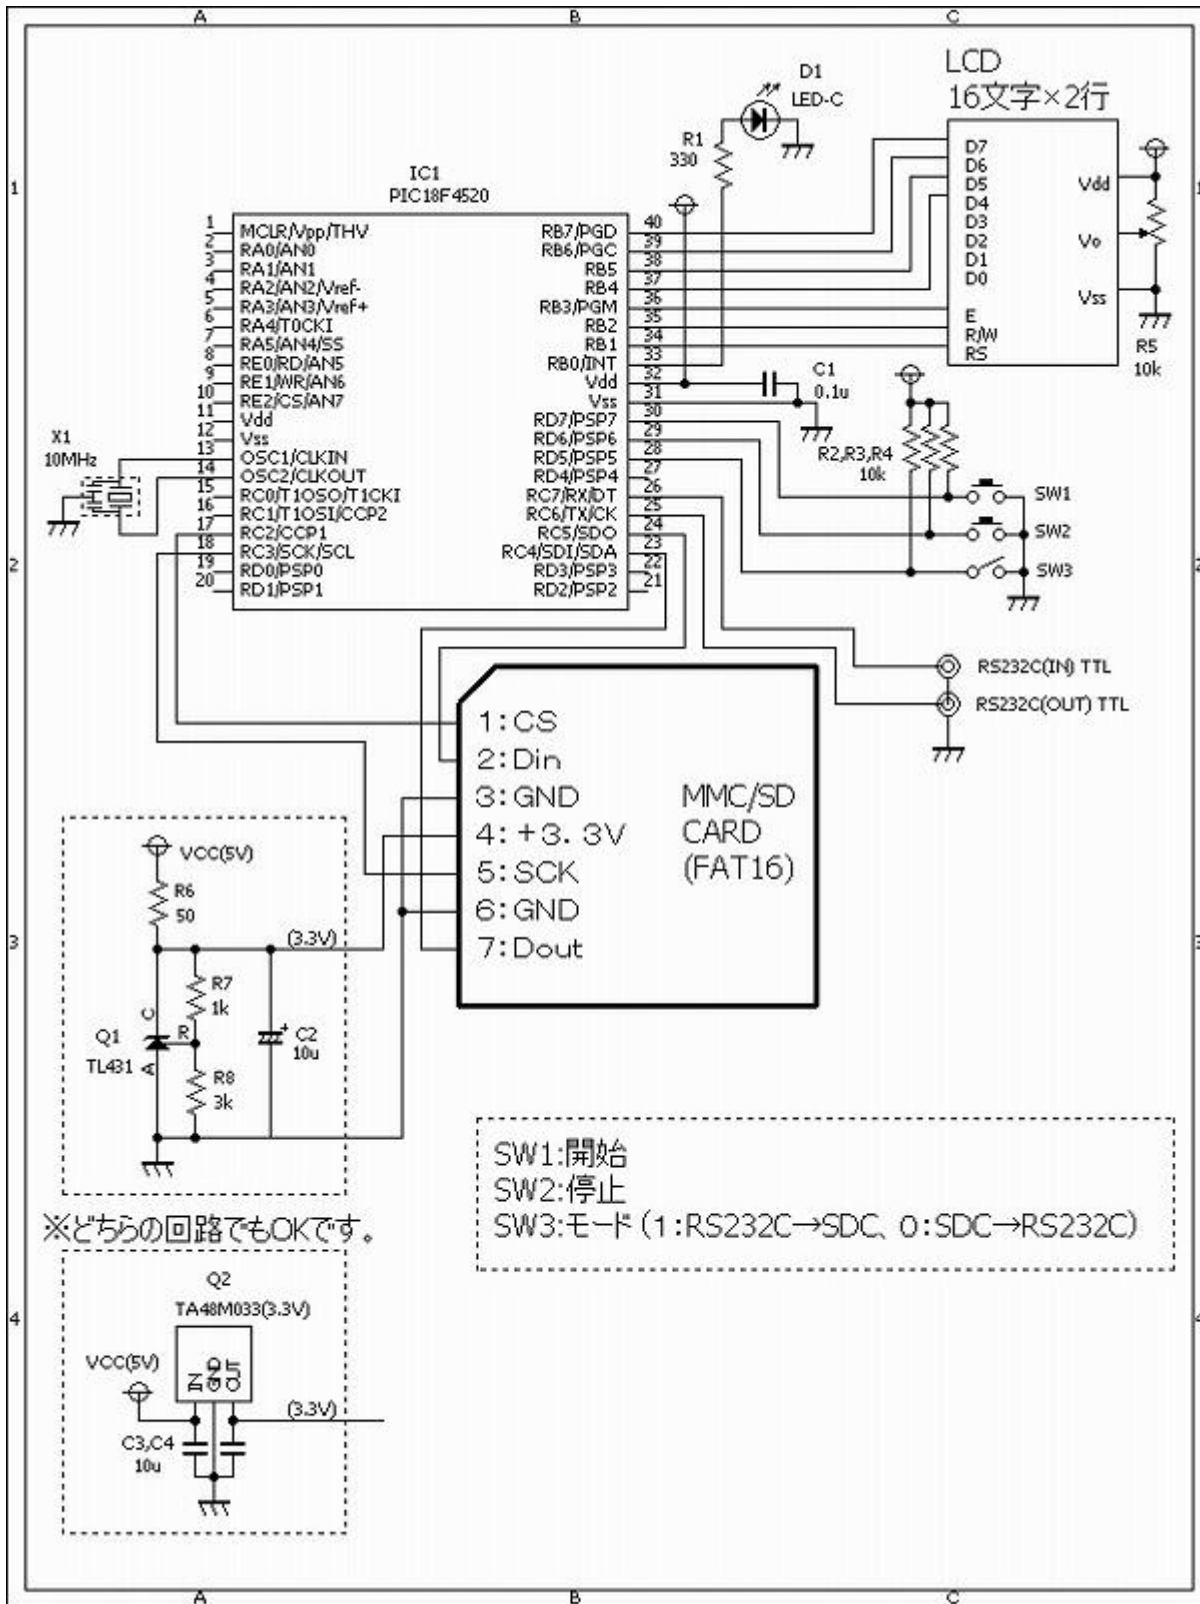 A
B
C
LCD
16文字×2行
D1
LED-C
R1
330
D7
D6
D5
D4
D3
D2
D1
D0
E
R/W
RS
Vdd
Vo
Vss
R5
10k
1
1
IC1
PIC18F4520
1 MCLR/Vpp/THV
2 RA0/AN0
3 RA1/AN1
4 RA2/AN2/Vref-
5 RA3/AN3/Vref+
6 RA4/T0CKI
7 RA5/AN4/SS
8 RE0/RD/AN5
9 RE1/WR/AN6
10 RE2/CS/AN7
11 Vdd
12 Vss
13 OSC1/CLKIN
14 OSC2/CLKOUT
15 RC0/T1OSO/T1CKI
16 RC1/T1OSI/CCP2
17 RC2/CCP1
18 RC3/SCK/SCL
19 RD0/PSP0
20 RD1/PSP1
RB7/PGD 40
RB6/PGC 39
RB5 38
RB4 37
RB3/PGM 36
RB2 35
RB1 34
RB0/INT 33
Vdd 32
Vss 31
RD7/PSP7 30
RD6/PSP6 29
RD5/PSP5 28
RD4/PSP4 27
RC7/RX/DT 26
RC6/TX/CK 25
RC5/SDO 24
RC4/SDI/SDA 23
RD3/PSP3 22
RD2/PSP2 21
C1
0.1u
X1
10MHz
R2,R3,R4
10k
SW1
SW2
SW3
2
2
RS232C(IN) TTL
RS232C(OUT) TTL
1:CS
2:Din
3:GND
4:+3.3V
5:SCK
6:GND
7:Dout
MMC/SD
CARD
(FAT16)
VCC(5V)
R6
50
(3.3V)
R7
1k
C
Q1
R
TL431
A
C2
+
10u
R8
3k
3
3
SW1:開始
SW2:停止
SW3:モード(1:RS232C→SDC、0:SDC→RS232C)
※どちらの回路でもOKです。
Q2
TA48M033(3.3V)
VCC(5V)
IN
GND
OUT
(3.3V)
C3,C4
10u
4
4
A
B
C